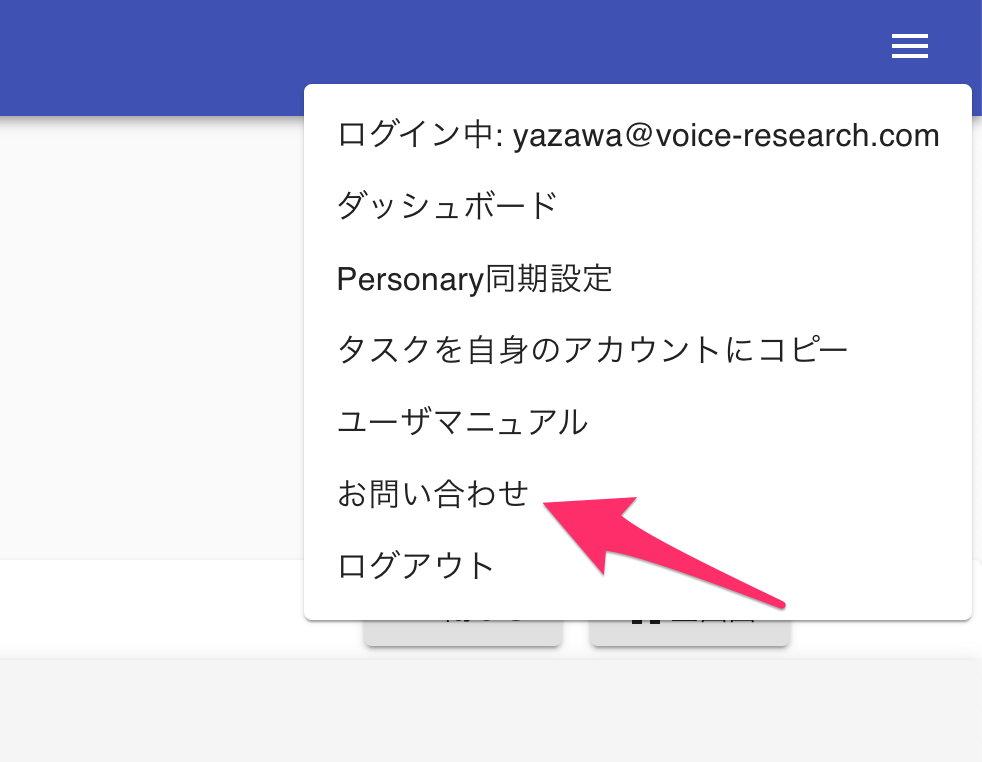 ログイン中: yazawa@voice-research.com
ダッシュボード
Personary同期設定
タスクを自身のアカウントにコピー
ユーザマニュアル
お問い合わせ
ログアウト